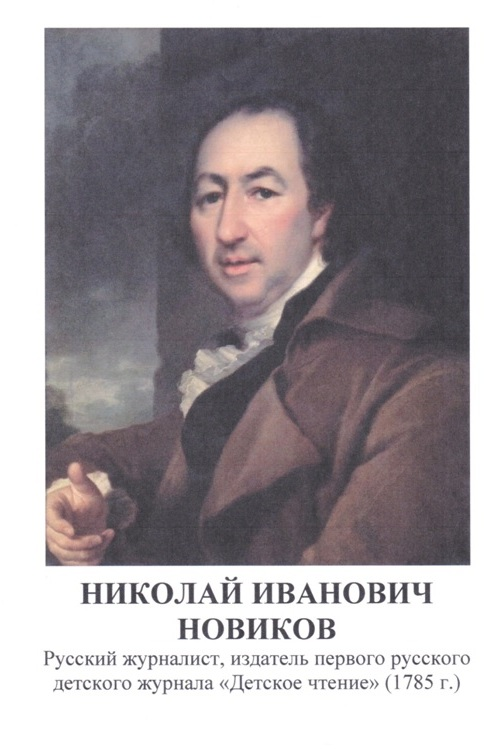 НИКОЛАЙ ИВАНОВИЧ
НОВИКОВ
Русский журналист, издатель первого русского
детского журнала «Детское чтение» (1785 г.)